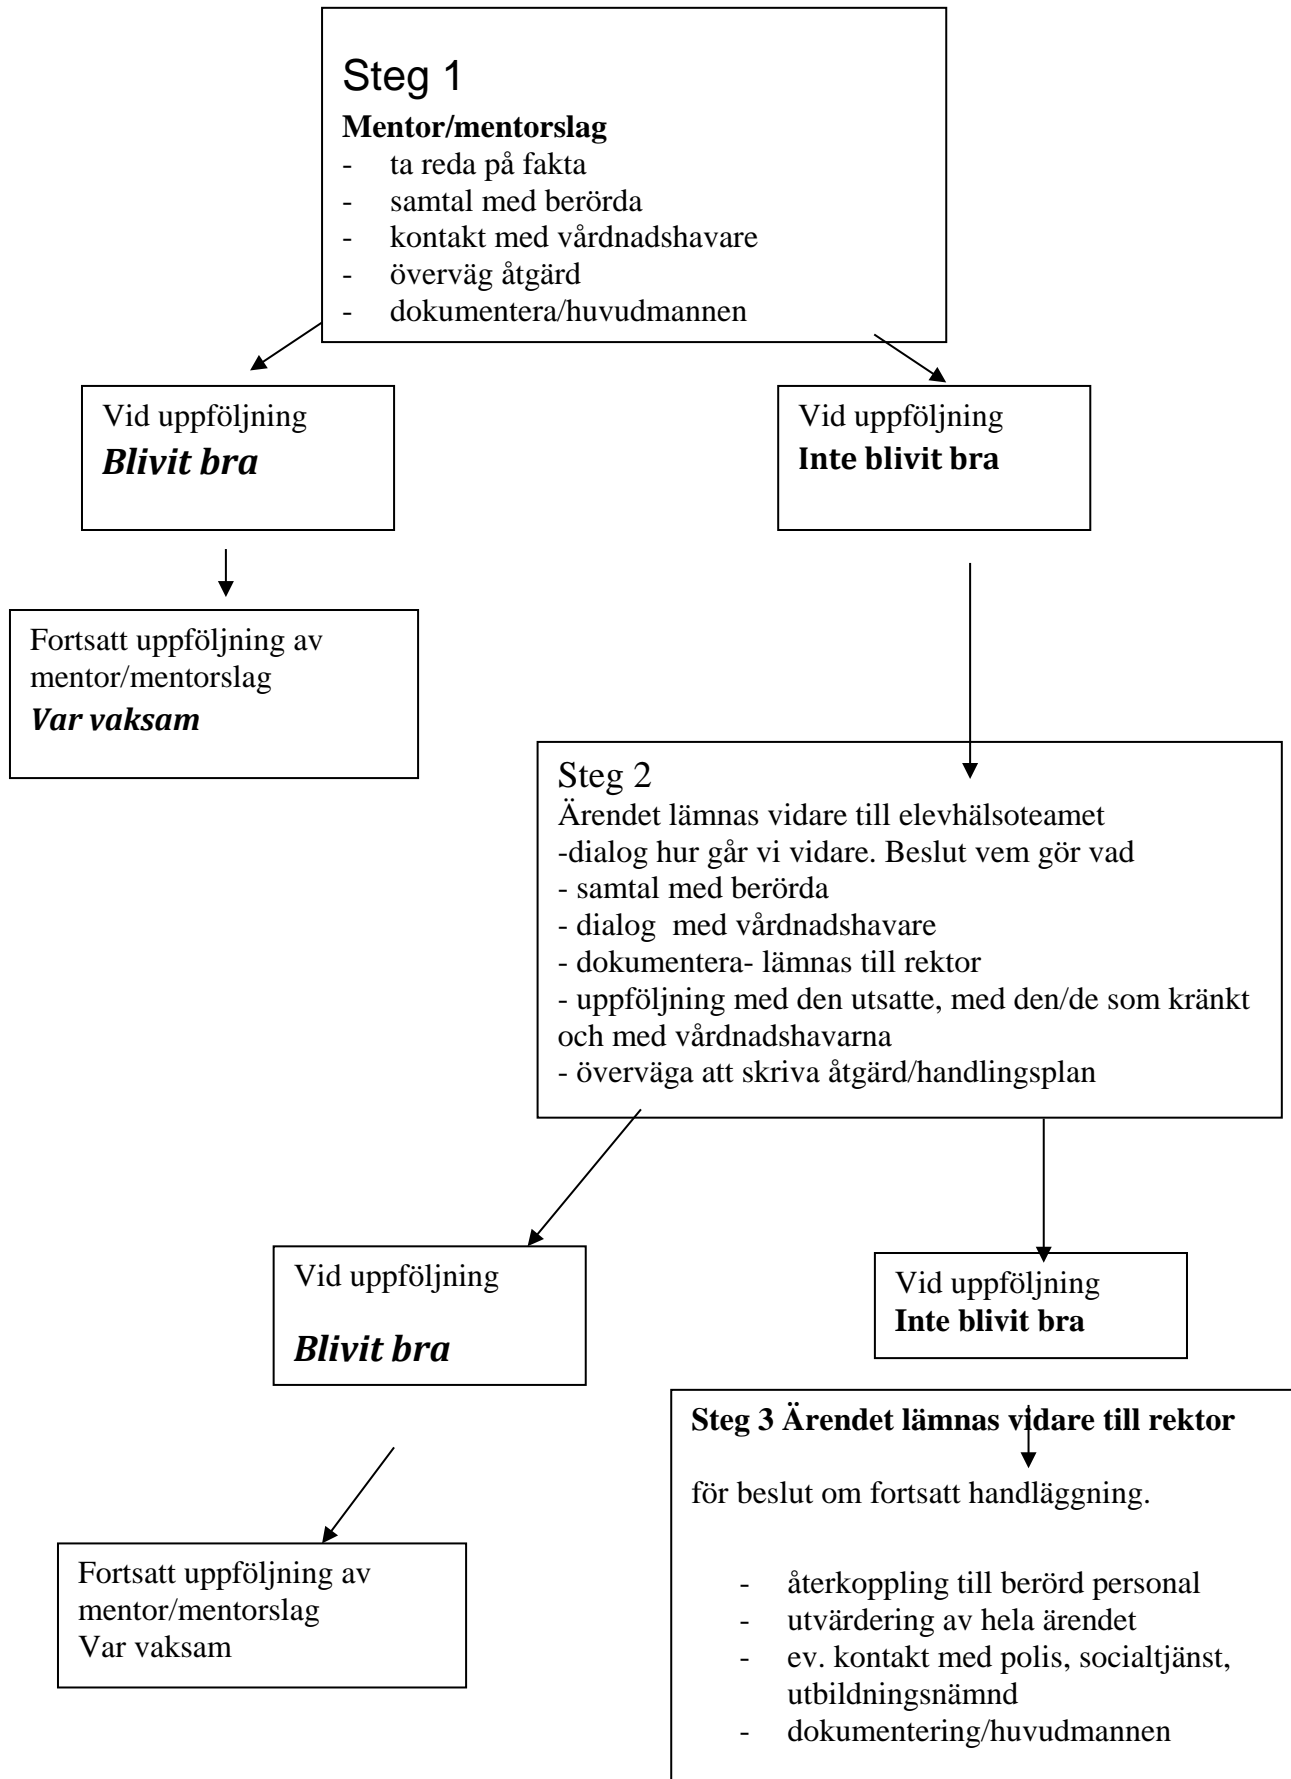 Steg 1
Mentor/mentorslag
- ta reda på fakta
- samtal med berörda
- kontakt med vårdnadshavare
- överväg åtgärd
- dokumentera/huvudmannen
Vid uppföljning
Blivit bra
Vid uppföljning
Inte blivit bra
Fortsatt uppföljning av
mentor/mentorslag
Var vaksam
Steg 2
Ärendet lämnas vidare till elevhälsoteamet
-dialog hur går vi vidare. Beslut vem gör vad
- samtal med berörda
- dialog  med vårdnadshavare
- dokumentera- lämnas till rektor
- uppföljning med den utsatte, med den/de som kränkt
och med vårdnadshavarna
- överväga att skriva åtgärd/handlingsplan
Vid uppföljning
Blivit bra
Vid uppföljning
Inte blivit bra
Steg 3 Ärendet lämnas vidare till rektor
för beslut om fortsatt handläggning.
- återkoppling till berörd personal
- utvärdering av hela ärendet
- ev. kontakt med polis, socialtjänst,
utbildningsnämnd
- dokumentering/huvudmannen
Fortsatt uppföljning av
mentor/mentorslag
Var vaksam